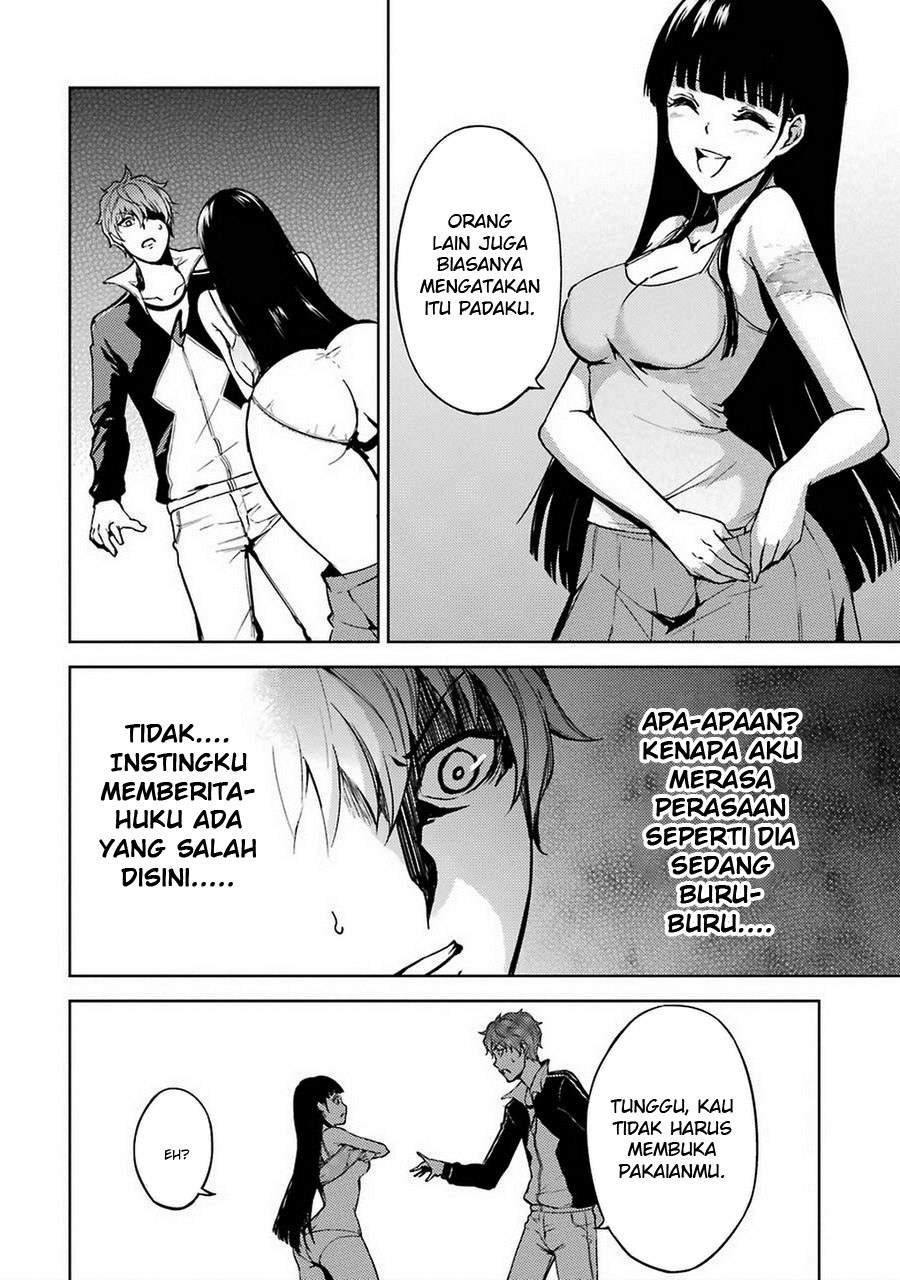 ORANG
LAIN JUGA
BIASANYA
MENGATAKAN
ITU PADAKU.
APA-APAAN?
KENAPA AKU
MERASA
PERASAAN
SEPERTI DIA
SEDANG
BURU-
BURU....
TIDAK....
INSTINGKU
MEMBERITA-
HUKU ADA
YANG SALAH
DISINI.....
TUNGGU, KAU
TIDAK HARUS
MEMBUKA
PAKAIANMU.
EH?